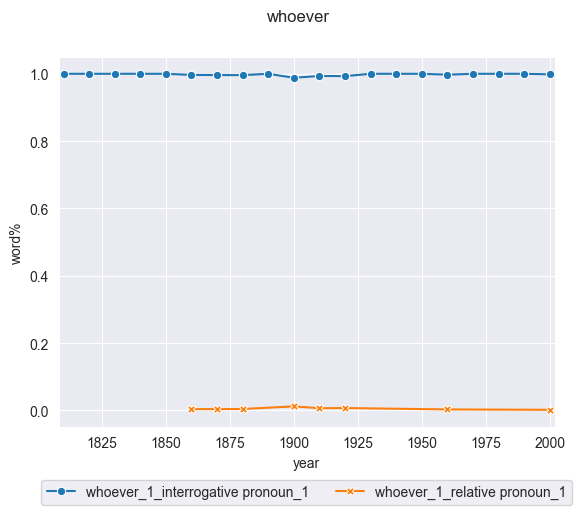 whoever
1.0
0.8
0.6
0.4
0.2
0.0
word%
1825 1850 1875 1900 1925 1950 1975 2000
year
whoever_1_interrogative pronoun_1 whoever_1_relative pronoun_1